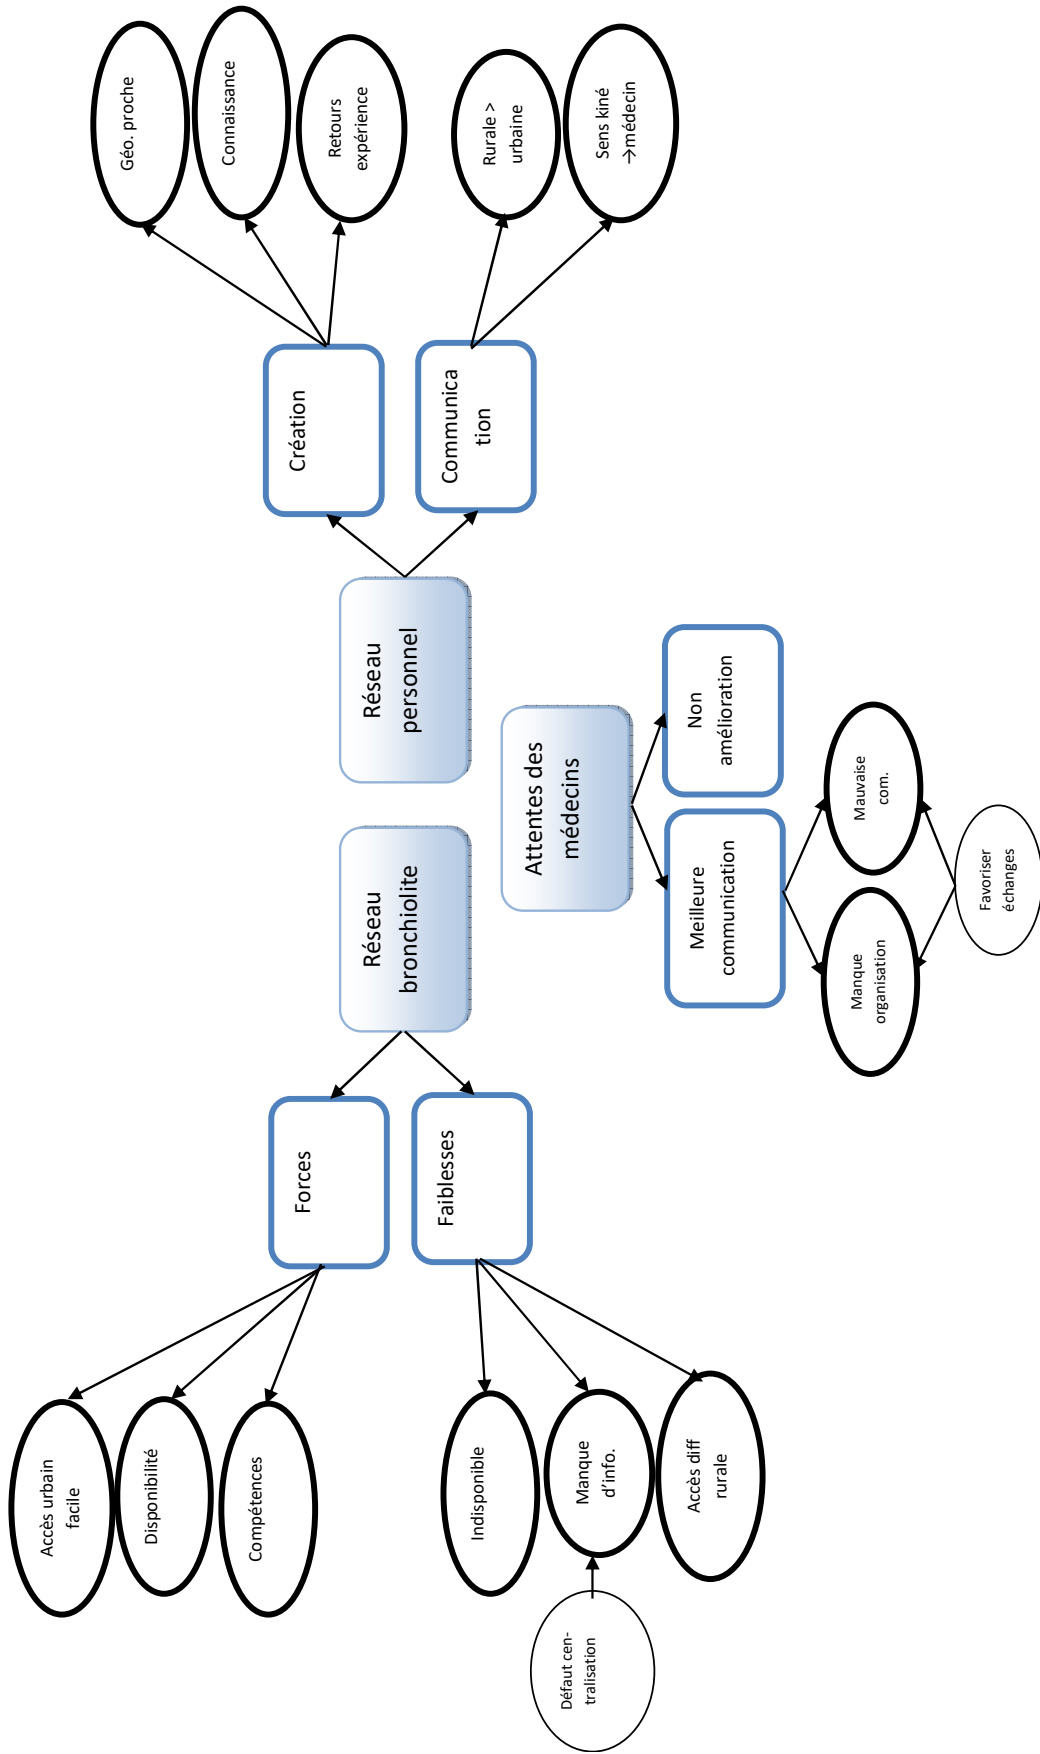 Accès urbain
facile
Disponibilité
Compétences
Forces
Réseau
bronchiolite
Faiblesses
Indisponible
Manque
d'info.
Accès diff
rurale
Défaut cen-
tralisation
Réseau
personnel
Création
Géo. proche
Connaissance
Retours
expérience
Communica
tion
Rurale >
urbaine
Sens kiné
→médecin
Attentes des
médecins
Meilleure
communication
Non
amélioration
Manque
organisation
Mauvaise
com.
Favoriser
échanges